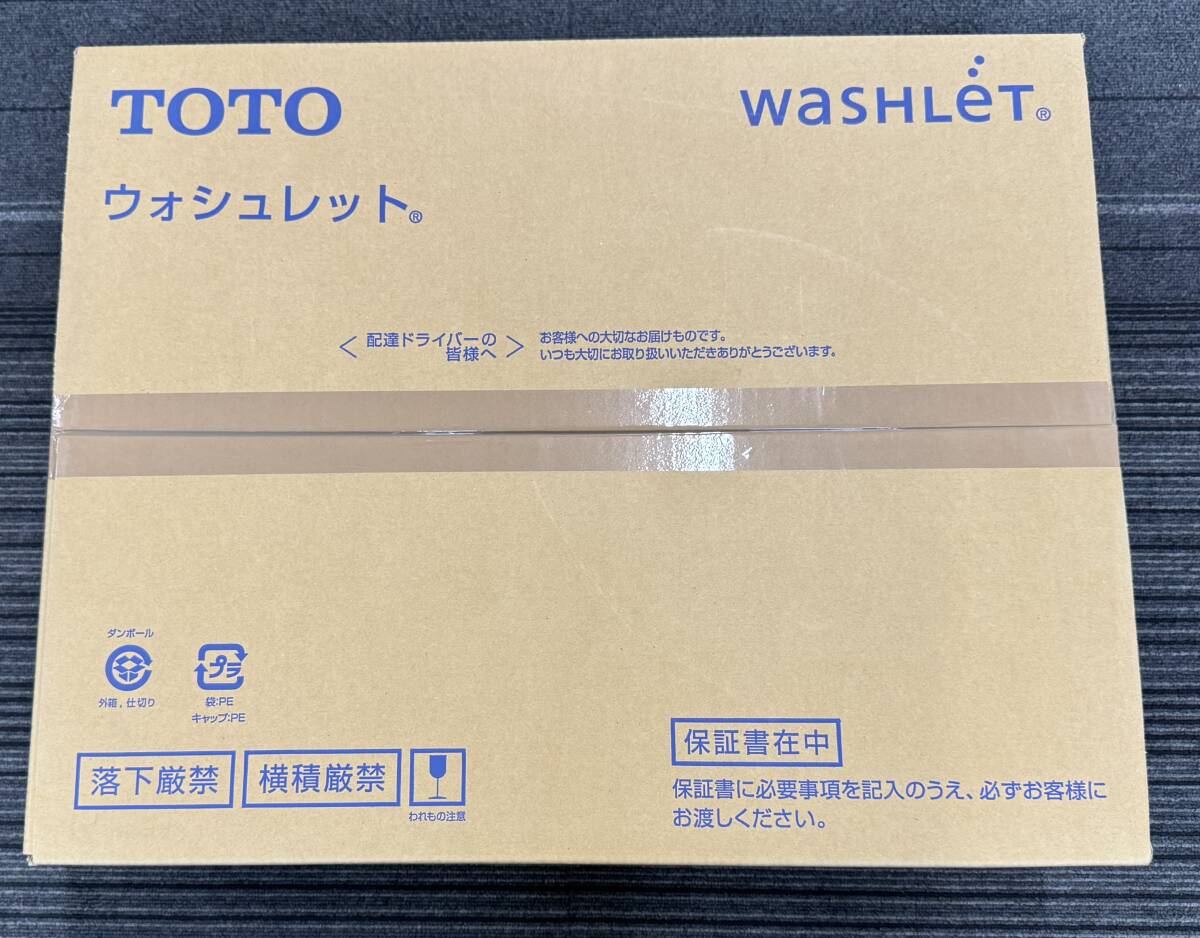 TOTO
WASHLET®
ウォシュレット®
＜ 配達ドライバーの
皆様へ ＞
お客様への大切なお届けものです。
いつも大切にお取り扱いいただきありがとうございます。
ダンボール
外箱,仕切り
プラ
袋:PE
キャップ:PE
落下厳禁
横積厳禁
われもの注意
保証書在中
保証書に必要事項を記入のうえ、必ずお客様に
お渡しください。